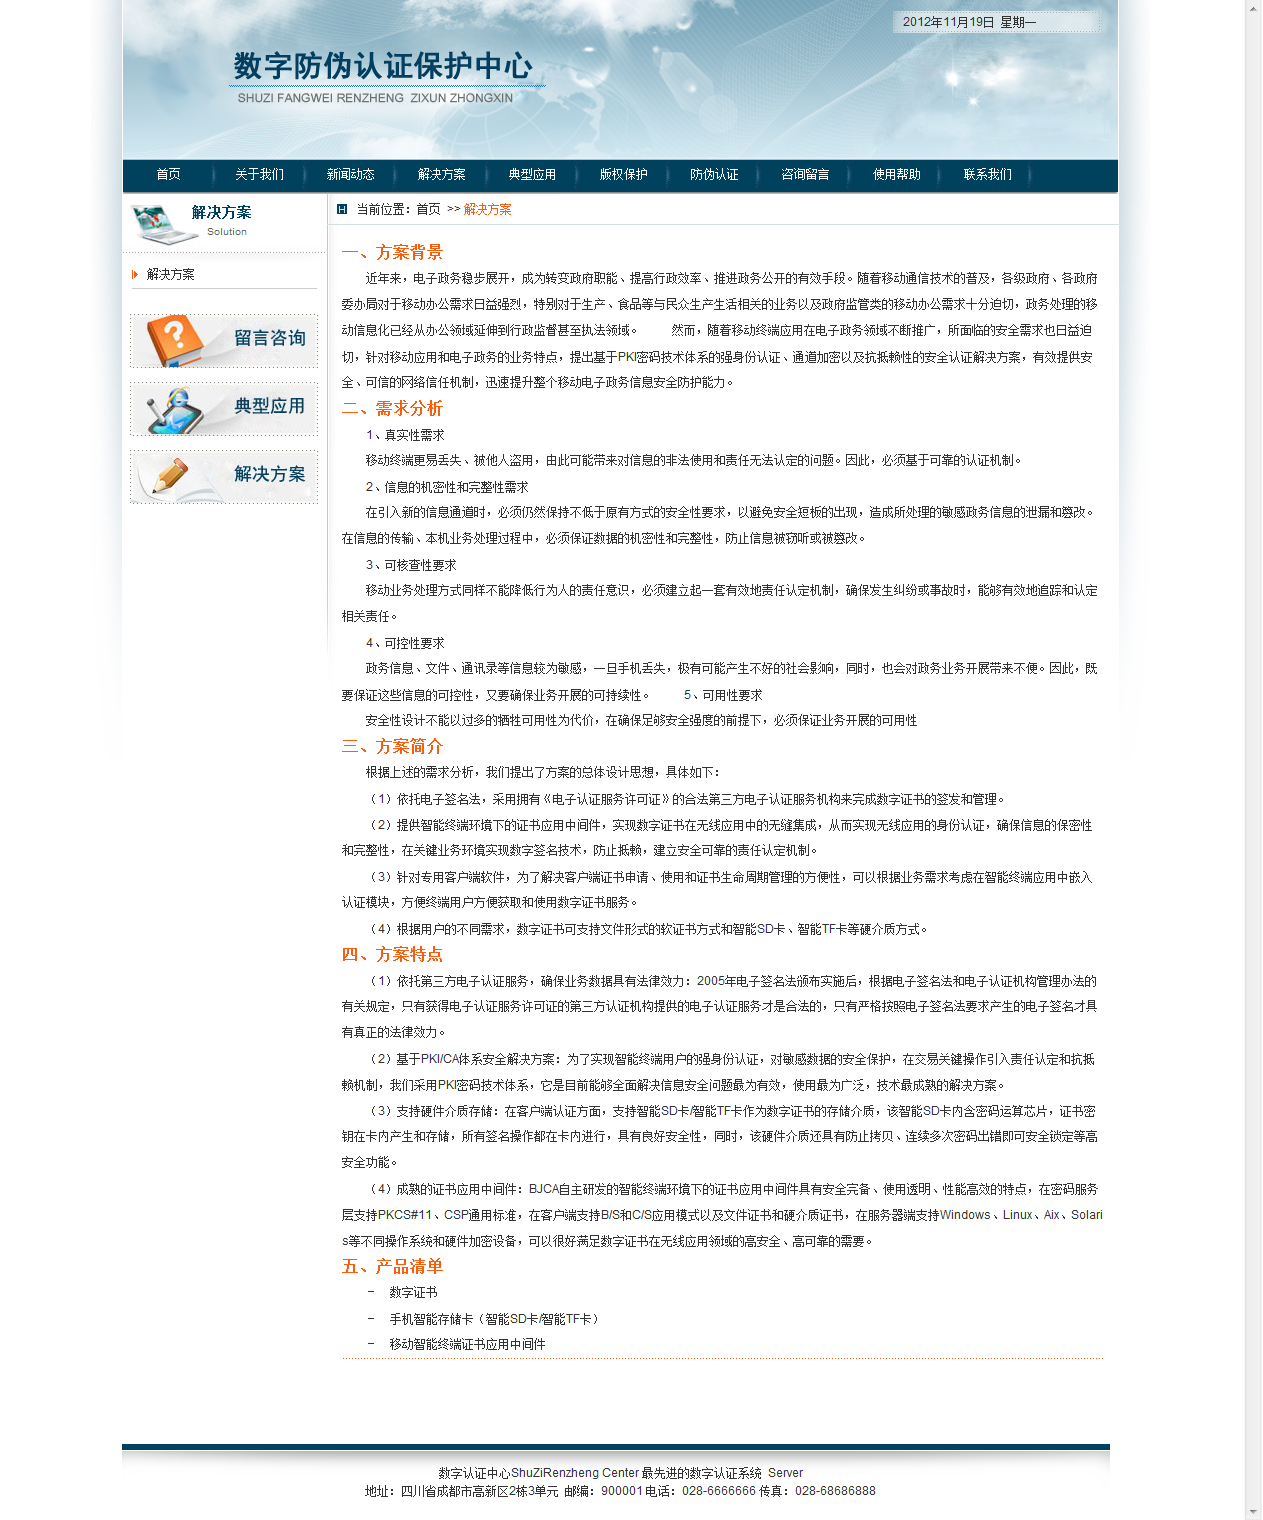 2012年11月19日 星期一
数字防伪认证保护中心
SHUZI FANGWEI RENZHENG ZIXUN ZHONGXIN
首页 关于我们 新闻动态 解决方案 典型应用 版权保护 防伪认证 咨询留言 使用帮助 联系我们
解决方案
Solution
解决方案
留言咨询
典型应用
解决方案
当前位置：首页 >> 解决方案
一、方案背景
近年来，电子政务稳步展开，成为转变政府职能、提高行政效率、推进政务公开的有效手段。随着移动通信技术的普及，各级政府、各政府
委办局对于移动办公需求日益强烈，特别对于生产、食品等与民众生产生活相关的业务以及政府监管类的移动办公需求十分迫切，政务处理的移
动信息化已经从办公领域延伸到行政监督甚至执法领域。 然而，随着移动终端应用在电子政务领域不断推广，所面临的安全需求也日益迫
切，针对移动应用和电子政务的业务特点，提出基于PKI密码技术体系的强身份认证、通道加密以及抗抵赖性的安全认证解决方案，有效提供安
全、可信的网络信任机制，迅速提升整个移动电子政务信息安全防护能力。
二、需求分析
1、真实性需求
移动终端更易丢失、被他人盗用，由此可能带来对信息的非法使用和责任无法认定的问题。因此，必须基于可靠的认证机制。
2、信息的机密性和完整性需求
在引入新的信息通道时，必须仍然保持不低于原有方式的安全性要求，以避免安全短板的出现，造成所处理的敏感政务信息的泄漏和篡改。
在信息的传输、本机业务处理过程中，必须保证数据的机密性和完整性，防止信息被窃听或被篡改。
3、可核查性要求
移动业务处理方式同样不能降低行为人的责任意识，必须建立起一套有效地责任认定机制，确保发生纠纷或事故时，能够有效地追踪和认定
相关责任。
4、可控性要求
政务信息、文件、通讯录等信息较为敏感，一旦手机丢失，极有可能产生不好的社会影响，同时，也会对政务业务开展带来不便。因此，既
要保证这些信息的可控性，又要确保业务开展的可持续性。 5、可用性要求
安全性设计不能以过多的牺牲可用性为代价，在确保足够安全强度的前提下，必须保证业务开展的可用性
三、方案简介
根据上述的需求分析，我们提出了方案的总体设计思想，具体如下：
（1）依托电子签名法，采用拥有《电子认证服务许可证》的合法第三方电子认证服务机构来完成数字证书的签发和管理。
（2）提供智能终端环境下的证书应用中间件，实现数字证书在无线应用中的无缝集成，从而实现无线应用的身份认证，确保信息的保密性
和完整性，在关键业务环境实现数字签名技术，防止抵赖，建立安全可靠的责任认定机制。
（3）针对专用客户端软件，为了解决客户端证书申请、使用和证书生命周期管理的方便性，可以根据业务需求考虑在智能终端应用中嵌入
认证模块，方便终端用户方便获取和使用数字证书服务。
（4）根据用户的不同需求，数字证书可支持文件形式的软证书方式和智能SD卡、智能TF卡等硬介质方式。
四、方案特点
（1）依托第三方电子认证服务，确保业务数据具有法律效力：2005年电子签名法颁布实施后，根据电子签名法和电子认证机构管理办法的
有关规定，只有获得电子认证服务许可证的第三方认证机构提供的电子认证服务才是合法的，只有严格按照电子签名法要求产生的电子签名才具
有真正的法律效力。
（2）基于PKI/CA体系安全解决方案：为了实现智能终端用户的强身份认证，对敏感数据的安全保护，在交易关键操作引入责任认定和抗抵
赖机制，我们采用PKI密码技术体系，它是目前能够全面解决信息安全问题最为有效，使用最为广泛，技术最成熟的解决方案。
（3）支持硬件介质存储：在客户端认证方面，支持智能SD卡/智能TF卡作为数字证书的存储介质，该智能SD卡内含密码运算芯片，证书密
钥在卡内产生和存储，所有签名操作都在卡内进行，具有良好安全性，同时，该硬件介质还具有防止拷贝、连续多次密码出错即可安全锁定等高
安全功能。
（4）成熟的证书应用中间件：BJCA自主研发的智能终端环境下的证书应用中间件具有安全完备、使用透明、性能高效的特点，在密码服务
层支持PKCS#11、CSP通用标准，在客户端支持B/S和C/S应用模式以及文件证书和硬介质证书，在服务器端支持Windows、Linux、Aix、Solari
s等不同操作系统和硬件加密设备，可以很好满足数字证书在无线应用领域的高安全、高可靠的需要。
五、产品清单
－ 数字证书
－ 手机智能存储卡（智能SD卡/智能TF卡）
－ 移动智能终端证书应用中间件
数字认证中心ShuZiRenzheng Center 最先进的数字认证系统 Server
地址：四川省成都市高新区2栋3单元 邮编：900001 电话：028-6666666 传真：028-68686888